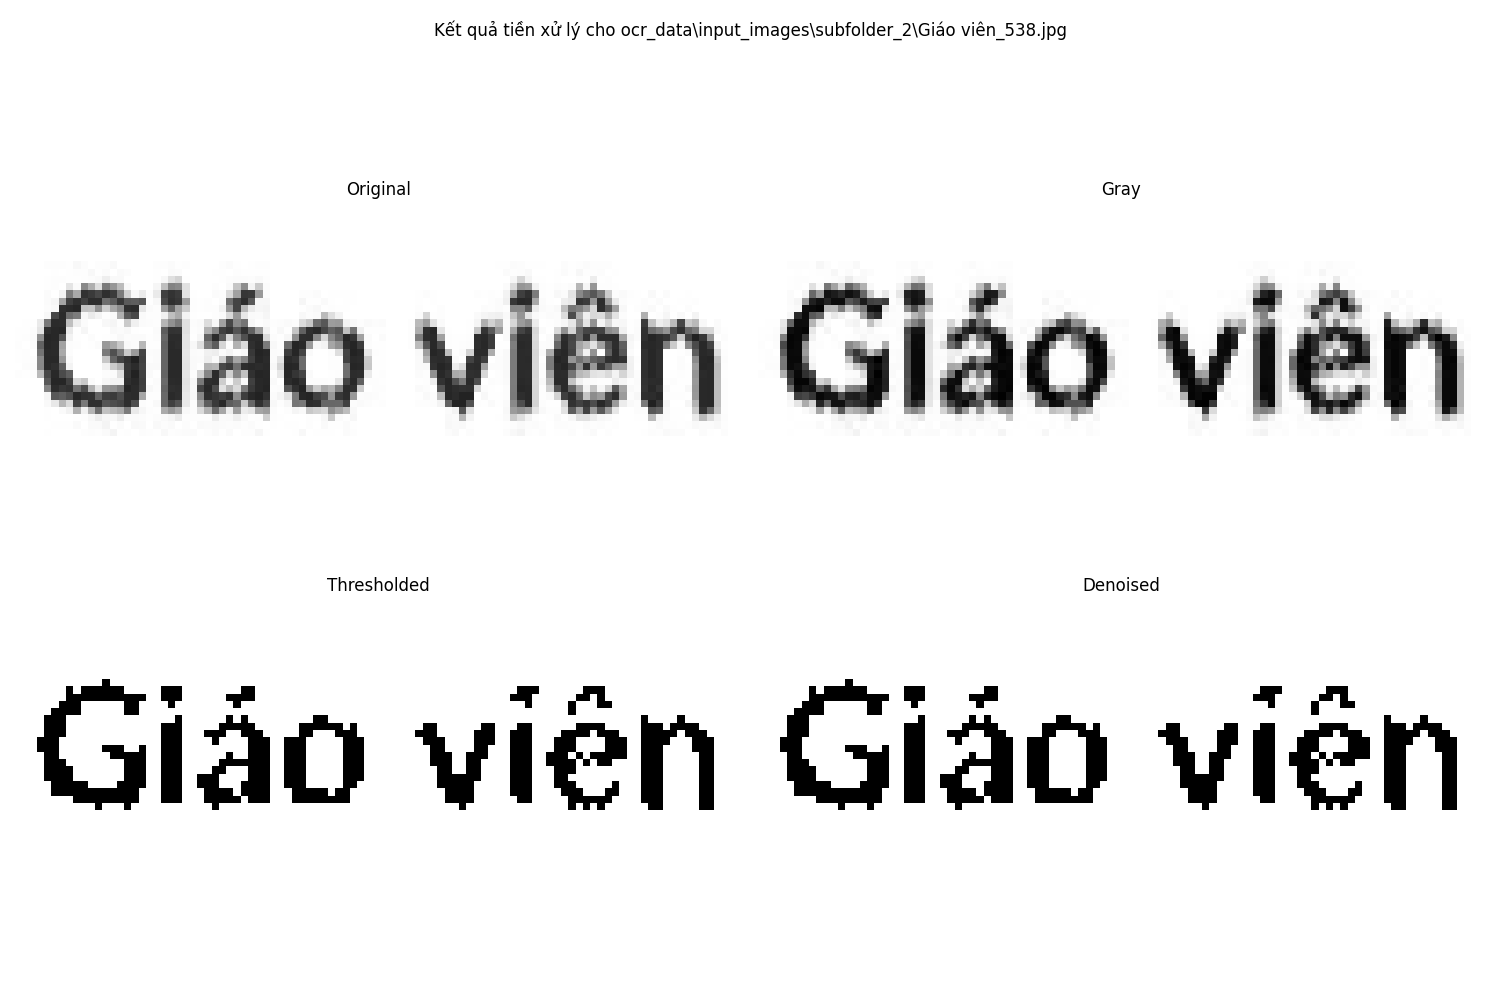 Kết quả tiền xử lý cho ocr_data\input_images\subfolder_2\Giáo viên_538.jpg
Original
Gray
Giáo viên
Giáo viên
Thresholded
Denoised
Giáo viên
Giáo viên